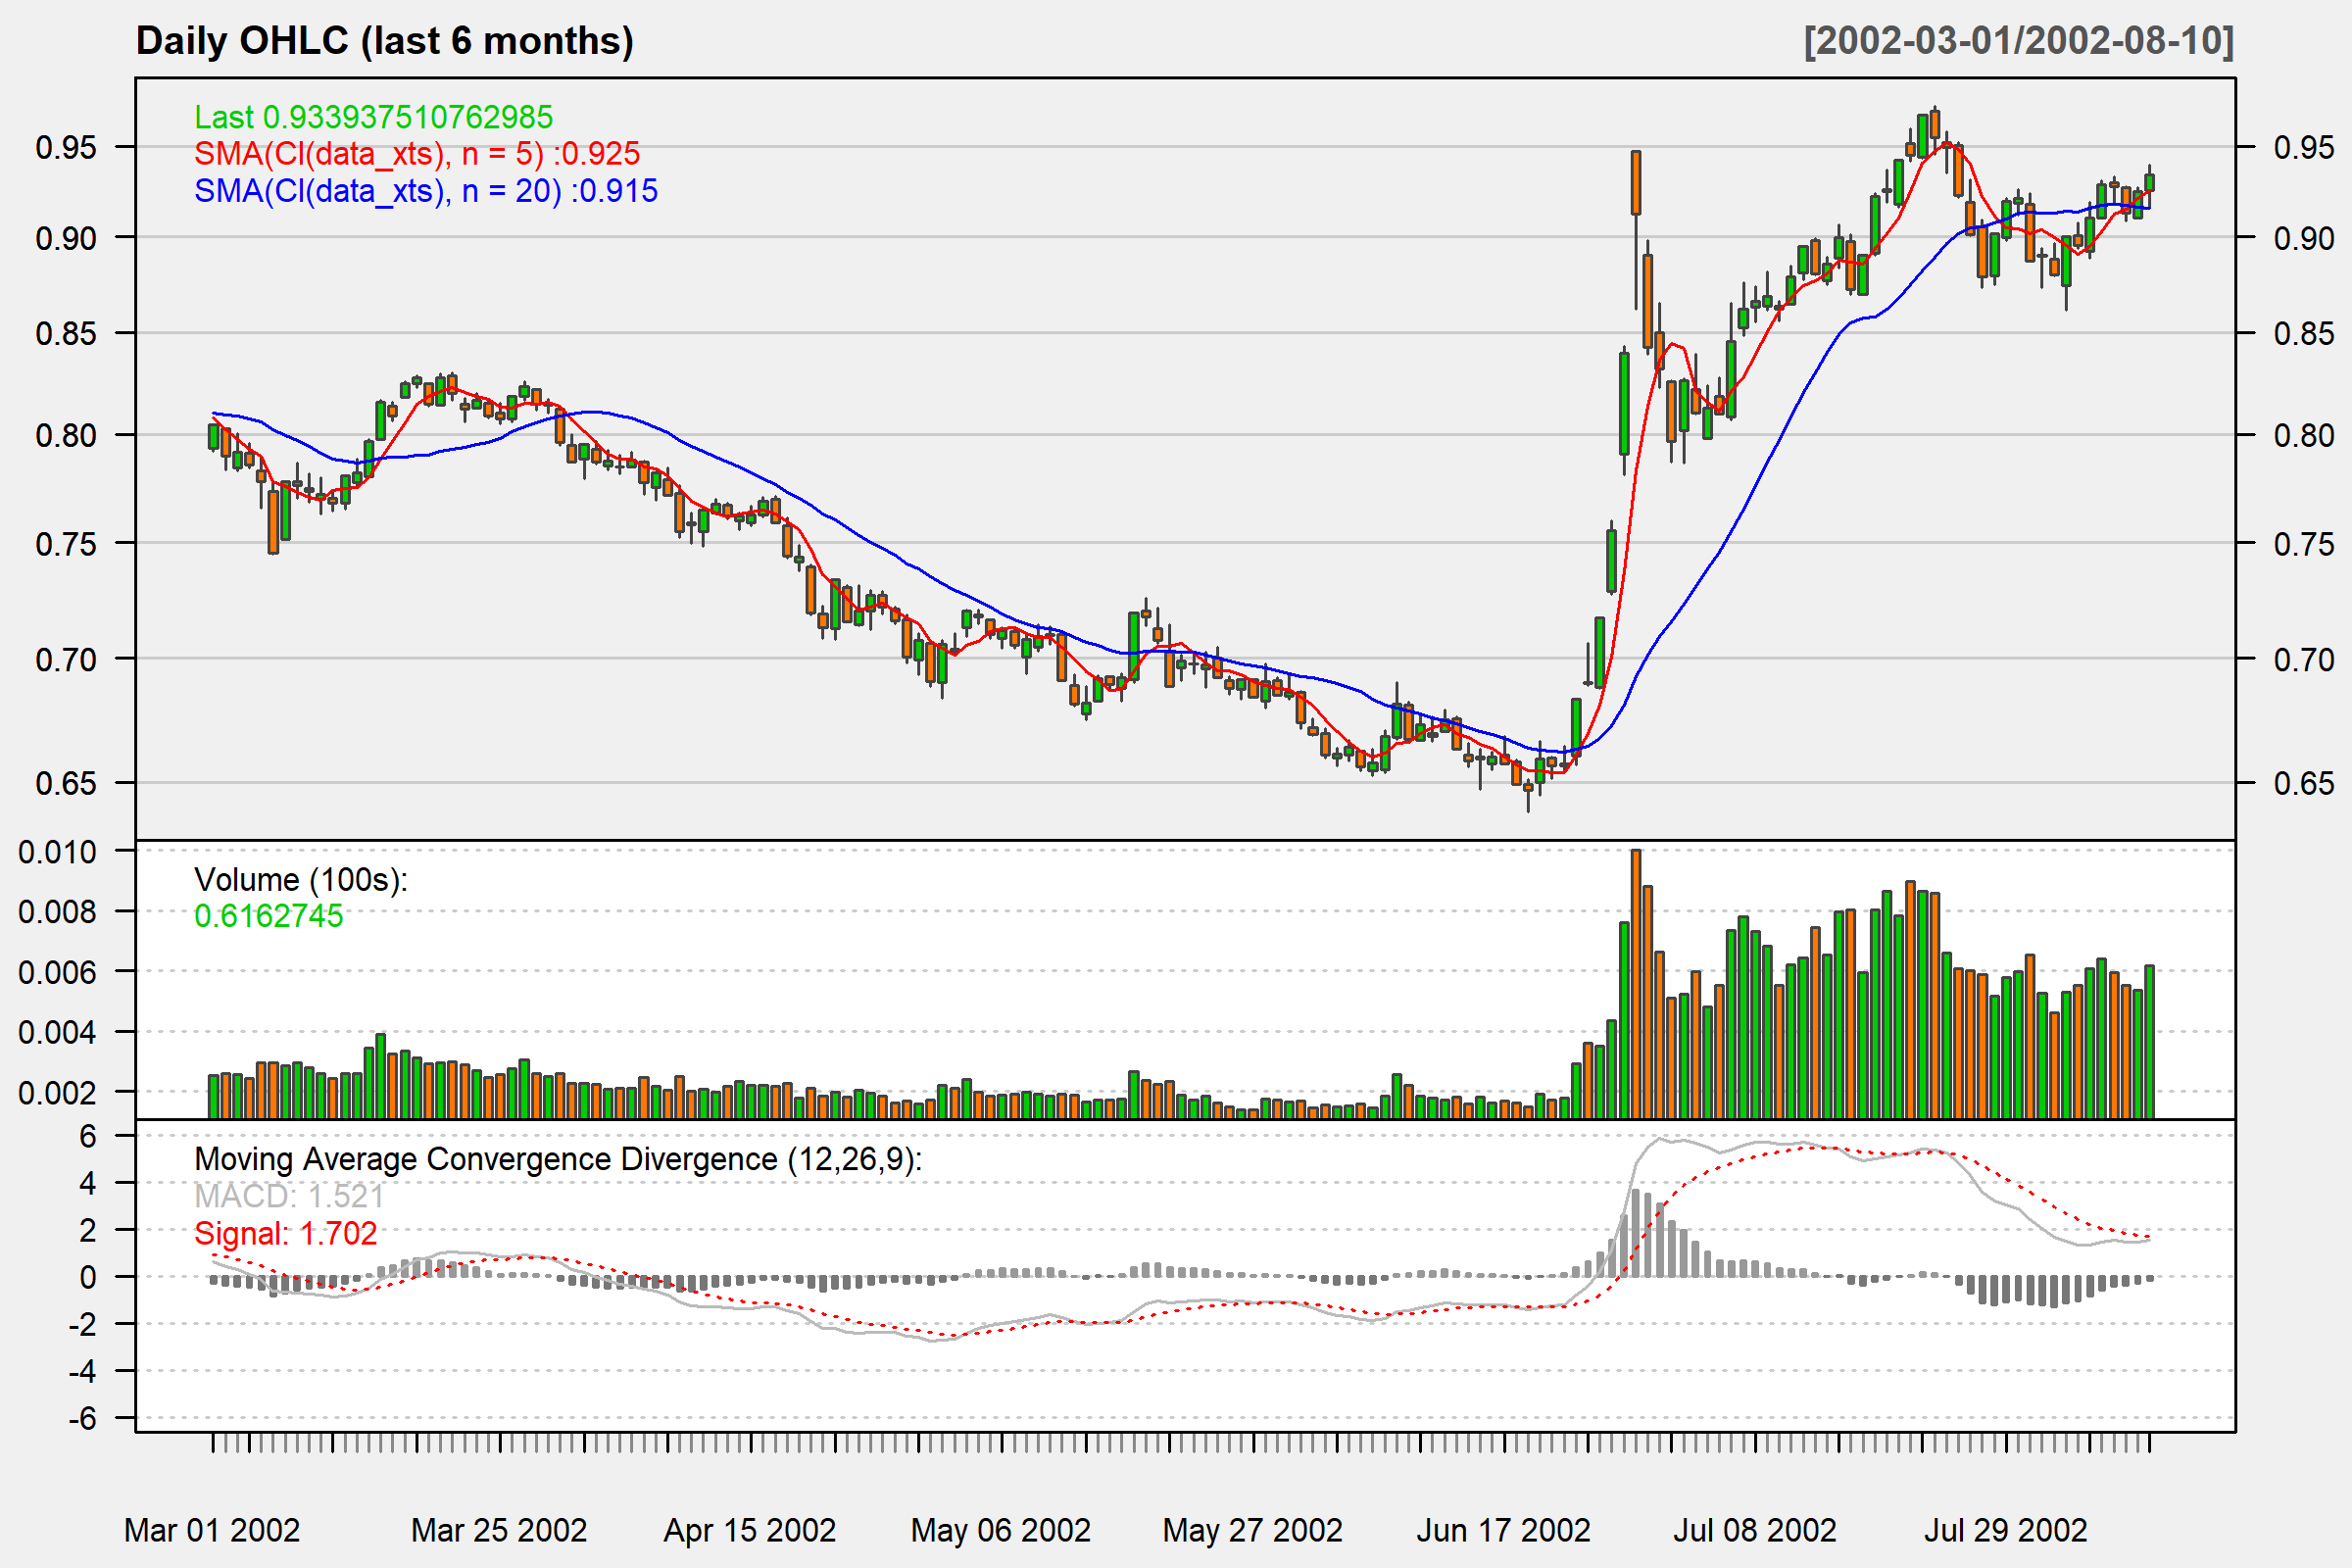 Daily OHLC (last 6 months) [2002-03-01/2002-08-10]
Last 0.933937510762985
SMA(Cl(data_xts), n = 5) :0.925
SMA(Cl(data_xts), n = 20) :0.915
0.95 0.95
0.90 0.90
0.85 0.85
0.80 0.80
0.75 0.75
0.70 0.70
0.65 0.65
0.010
Volume (100s):
0.6162745
0.008
0.006
0.004
0.002
6
Moving Average Convergence Divergence (12,26,9):
4
MACD: 1.521
Signal: 1.702
2
0
-2
-4
-6
Mar 01 2002 Mar 25 2002 Apr 15 2002 May 06 2002 May 27 2002 Jun 17 2002 Jul 08 2002 Jul 29 2002